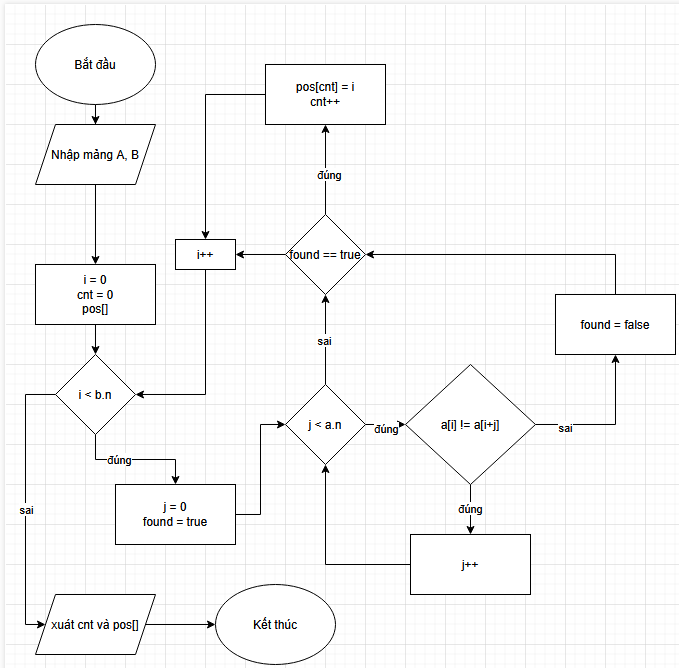 Bắt đầu
Nhập mảng A, B
i = 0
cnt = 0
pos[]
i < b.n
đúng
sai
j = 0
found = true
j < a.n
đúng
sai
a[i] != a[i+j]
đúng
sai
j++
found = false
found == true
đúng
pos[cnt] = i
cnt++
i++
xuát cnt và pos[]
Kết thúc